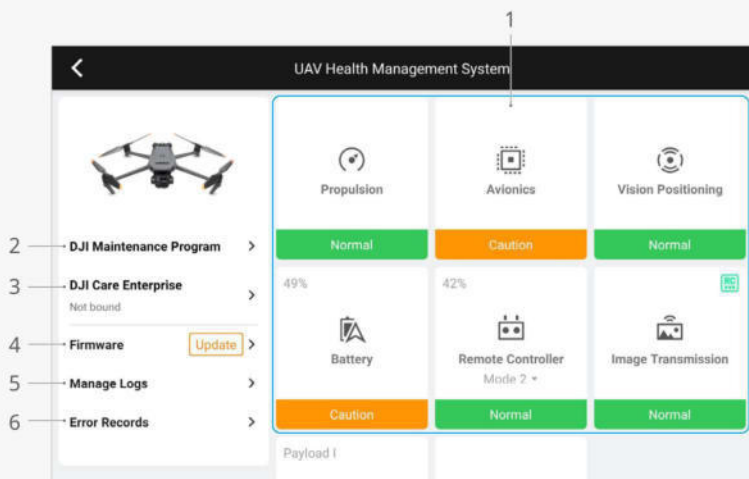 1
UAV Health Management System
Propulsion
Avionics
Vision Positioning
Normal
Caution
Normal
2
DJI Maintenance Program
3
DJI Care Enterprise
Not bound
4
Firmware
Update
5
Manage Logs
6
Error Records
49%
42%
RC
Battery
Remote Controller
Mode 2
Image Transmission
Caution
Normal
Normal
Payload I